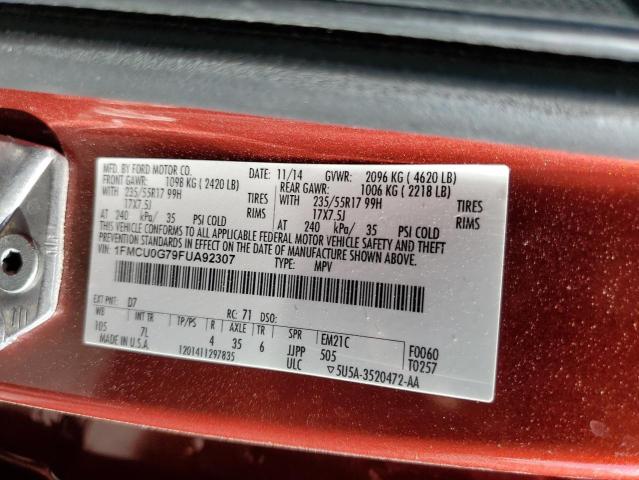 MFD. BY FORD MOTOR CO.
DATE: 11/14 GVWR: 2096 KG ( 4620 LB)
FRONT GAWR: 1098 KG ( 2420 LB) REAR GAWR: 1006 KG ( 2218 LB)
WITH 235/55R17 99H TIRES WITH 235/55R17 99H TIRES
17X7.5J RIMS 17X7.5J RIMS
AT 240 kPa/ 35 PSI COLD AT 240 kPa/ 35 PSI COLD
THIS VEHICLE CONFORMS TO ALL APPLICABLE FEDERAL MOTOR VEHICLE SAFETY
AND THEFT PREVENTION STANDARDS IN EFFECT ON THE DATE OF MANUFACTURE SHOWN ABOVE.
VIN: 1FMCU0G79FUA92307
TYPE: MPV
EXT PNT: D7 RC: 71 DSO:
WB INT TR TP/PS R AXLE TR SPR EM21C F0060
105 7L 4 35 6 JJPP 505 T0257
MADE IN U.S.A. 1201411297835 ULC ▽5U5A-3520472-AA